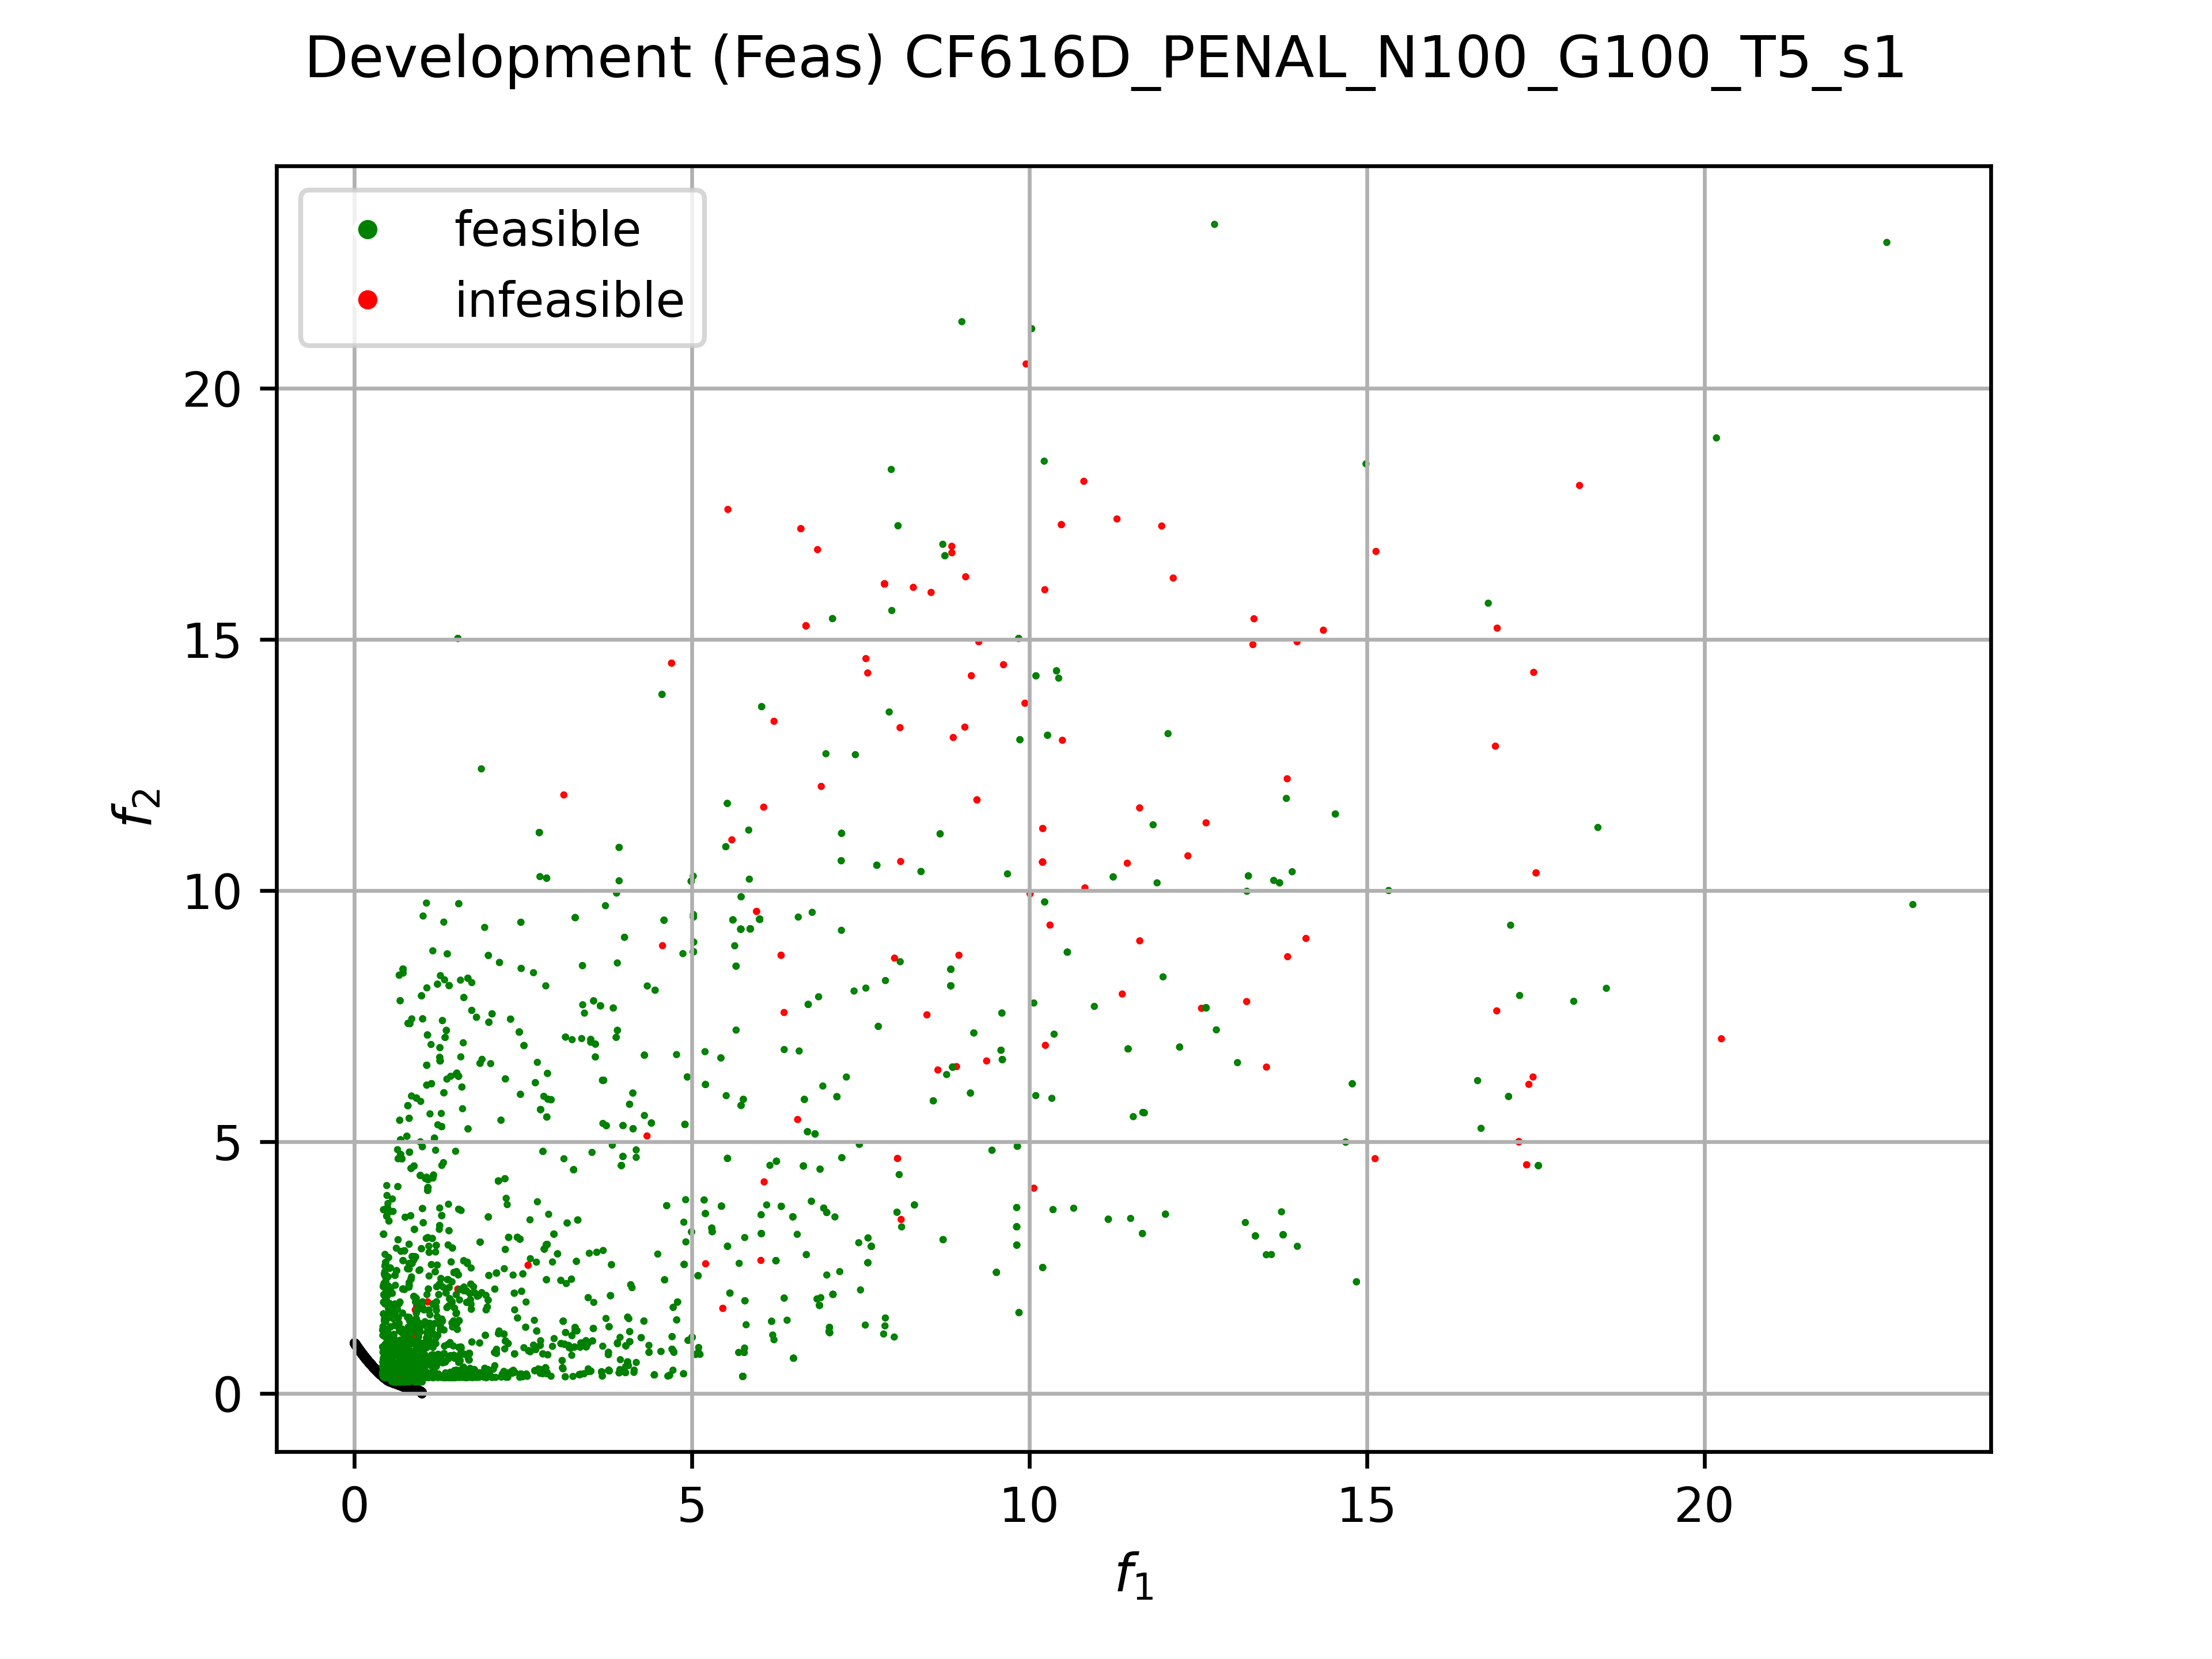 Development (Feas) CF616D_PENAL_N100_G100_T5_s1
feasible
infeasible
20
15
10
5
0
f2
0 5 10 15 20
f1